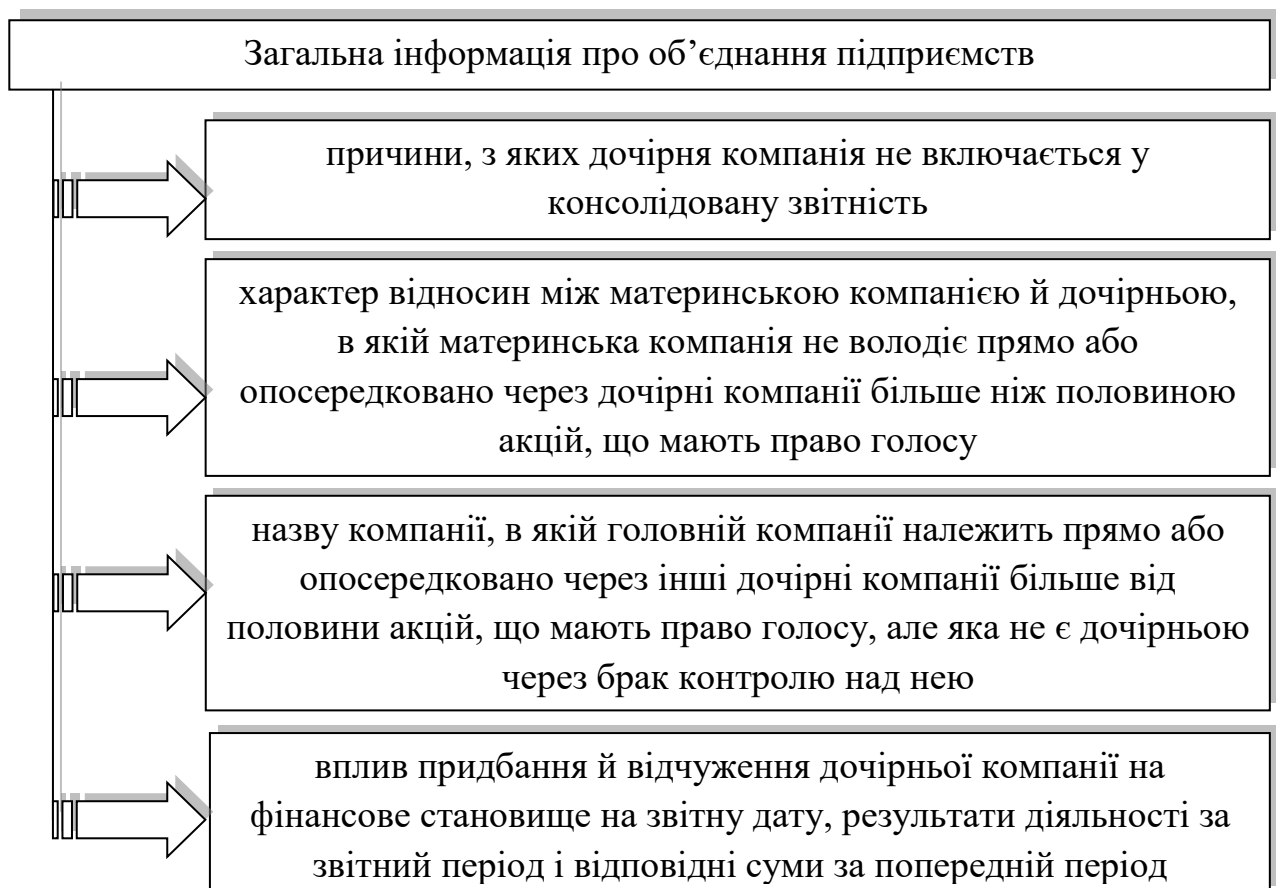 Загальна інформація про об’єднання підприємств
причини, з яких дочірня компанія не включається у
консолідовану звітність
характер відносин між материнською компанією й дочірньою,
в якій материнська компанія не володіє прямо або
опосередковано через дочірні компанії більше ніж половиною
акцій, що мають право голосу
назву компанії, в якій головній компанії належить прямо або
опосередковано через інші дочірні компанії більше від
половини акцій, що мають право голосу, але яка не є дочірньою
через брак контролю над нею
вплив придбання й відчуження дочірньої компанії на
фінансове становище на звітну дату, результати діяльності за
звітний період і відповідні суми за попередній період